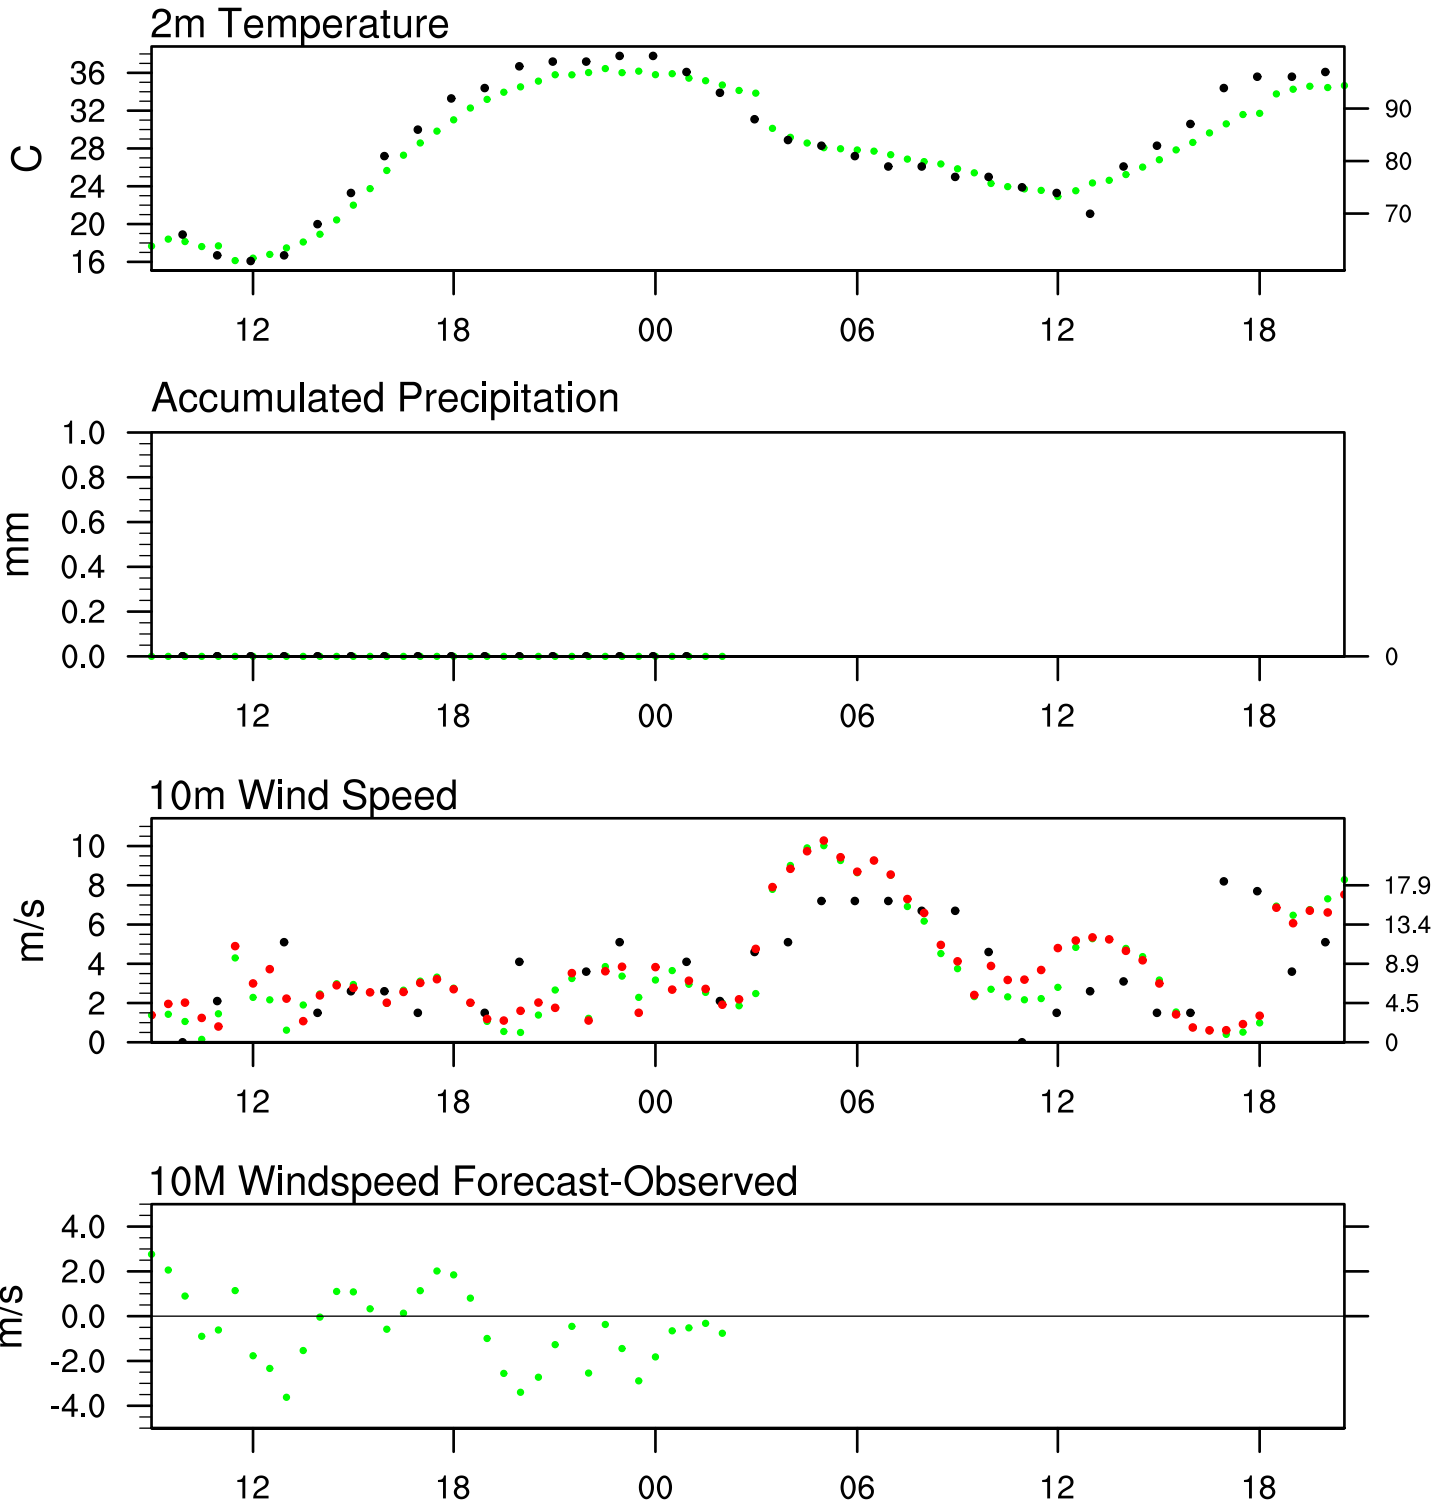 2m Temperature
C
36
32
28
24
20
16
90
80
70
12 18 00 06 12 18
Accumulated Precipitation
mm
1.0
0.8
0.6
0.4
0.2
0.0
0
12 18 00 06 12 18
10m Wind Speed
m/s
10
8
6
4
2
0
17.9
13.4
8.9
4.5
0
12 18 00 06 12 18
10M Windspeed Forecast-Observed
m/s
4.0
2.0
0.0
-2.0
-4.0
12 18 00 06 12 18